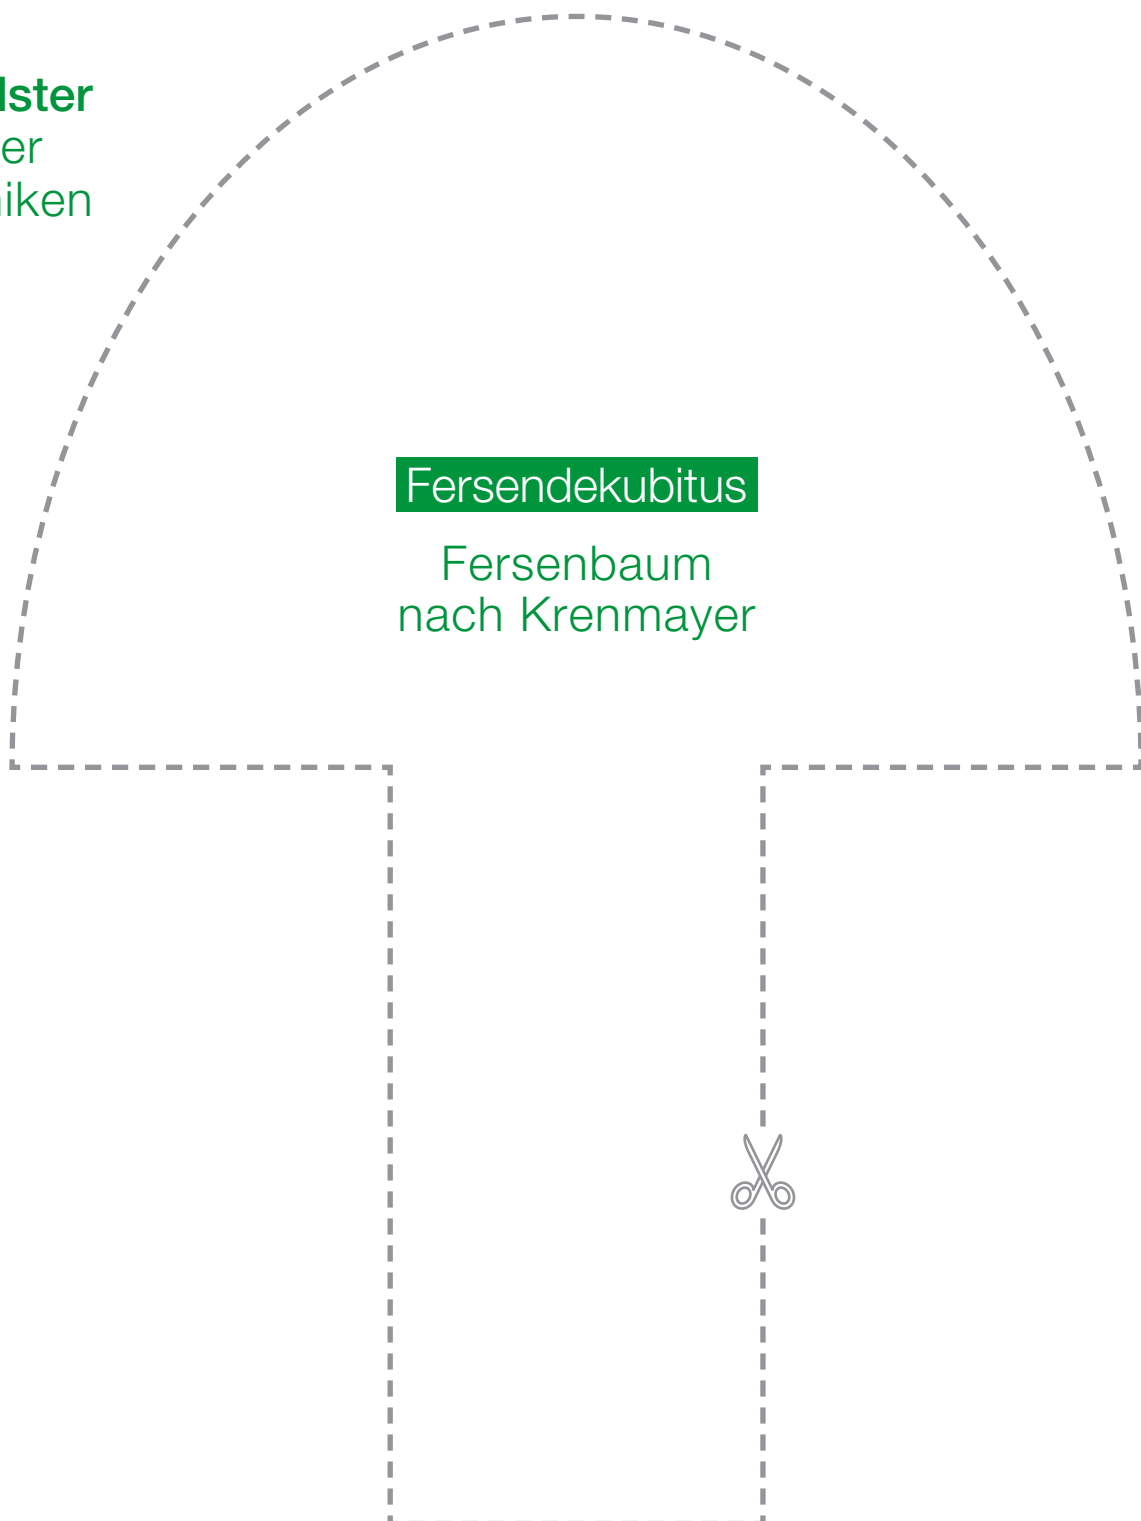 lster
er
iken
Fersendekubitus
Fersenbaum
nach Krenmayer